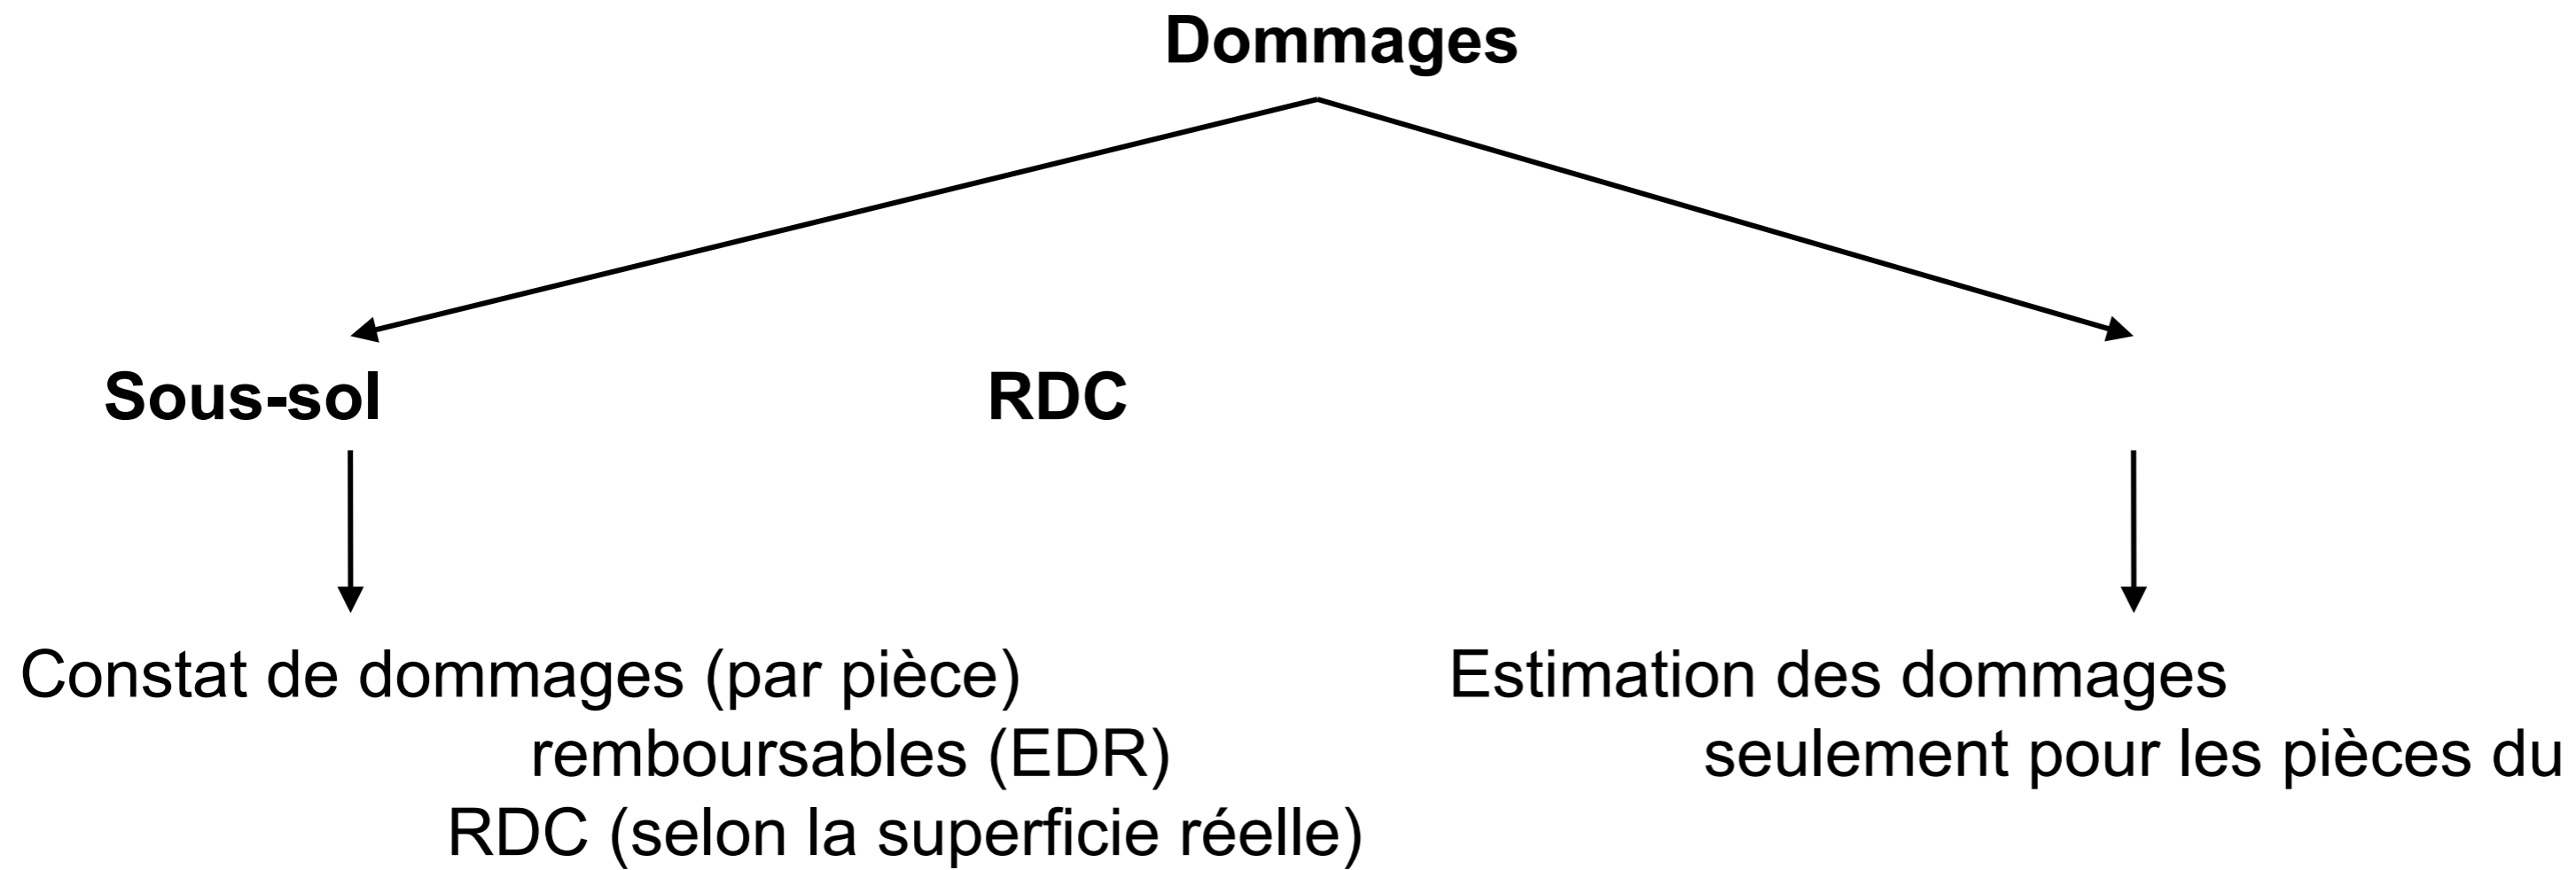 Dommages
Sous-sol RDC
Constat de dommages (par pièce) Estimation des dommages
remboursables (EDR) seulement pour les pièces du
RDC (selon la superficie réelle)